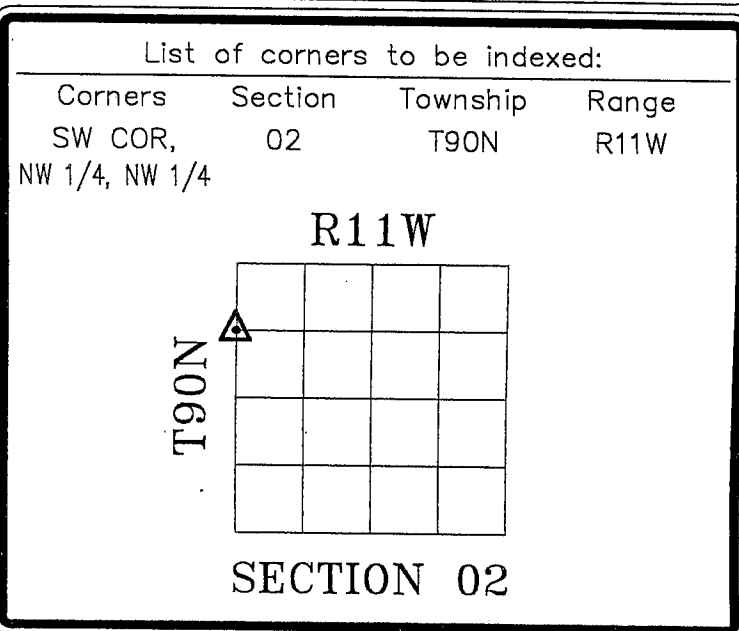 List of corners to be indexed:
Corners Section Township Range
SW COR, 02 T90N R11W
NW 1/4, NW 1/4
R11W
T90N
SECTION 02